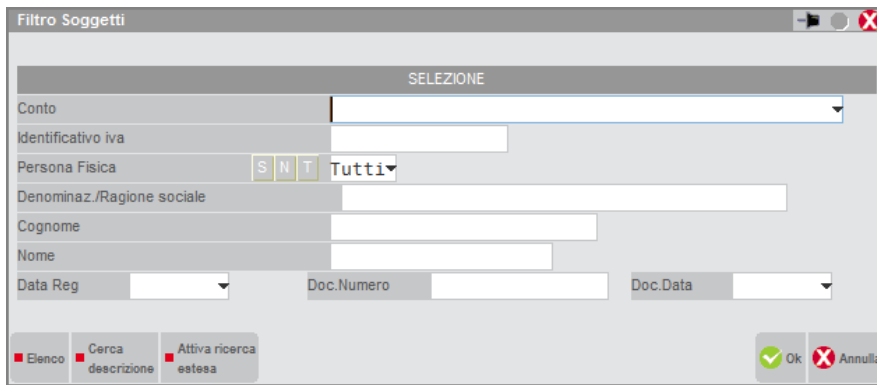 Filtro Soggetti
SELEZIONE
Conto
Identificativo iva
Persona Fisica S N T Tutti
Denominaz./Ragione sociale
Cognome
Nome
Data Reg Doc.Numero Doc.Data
Elenco
Cerca
descrizione
Attiva ricerca
estesa
Ok
Annulla